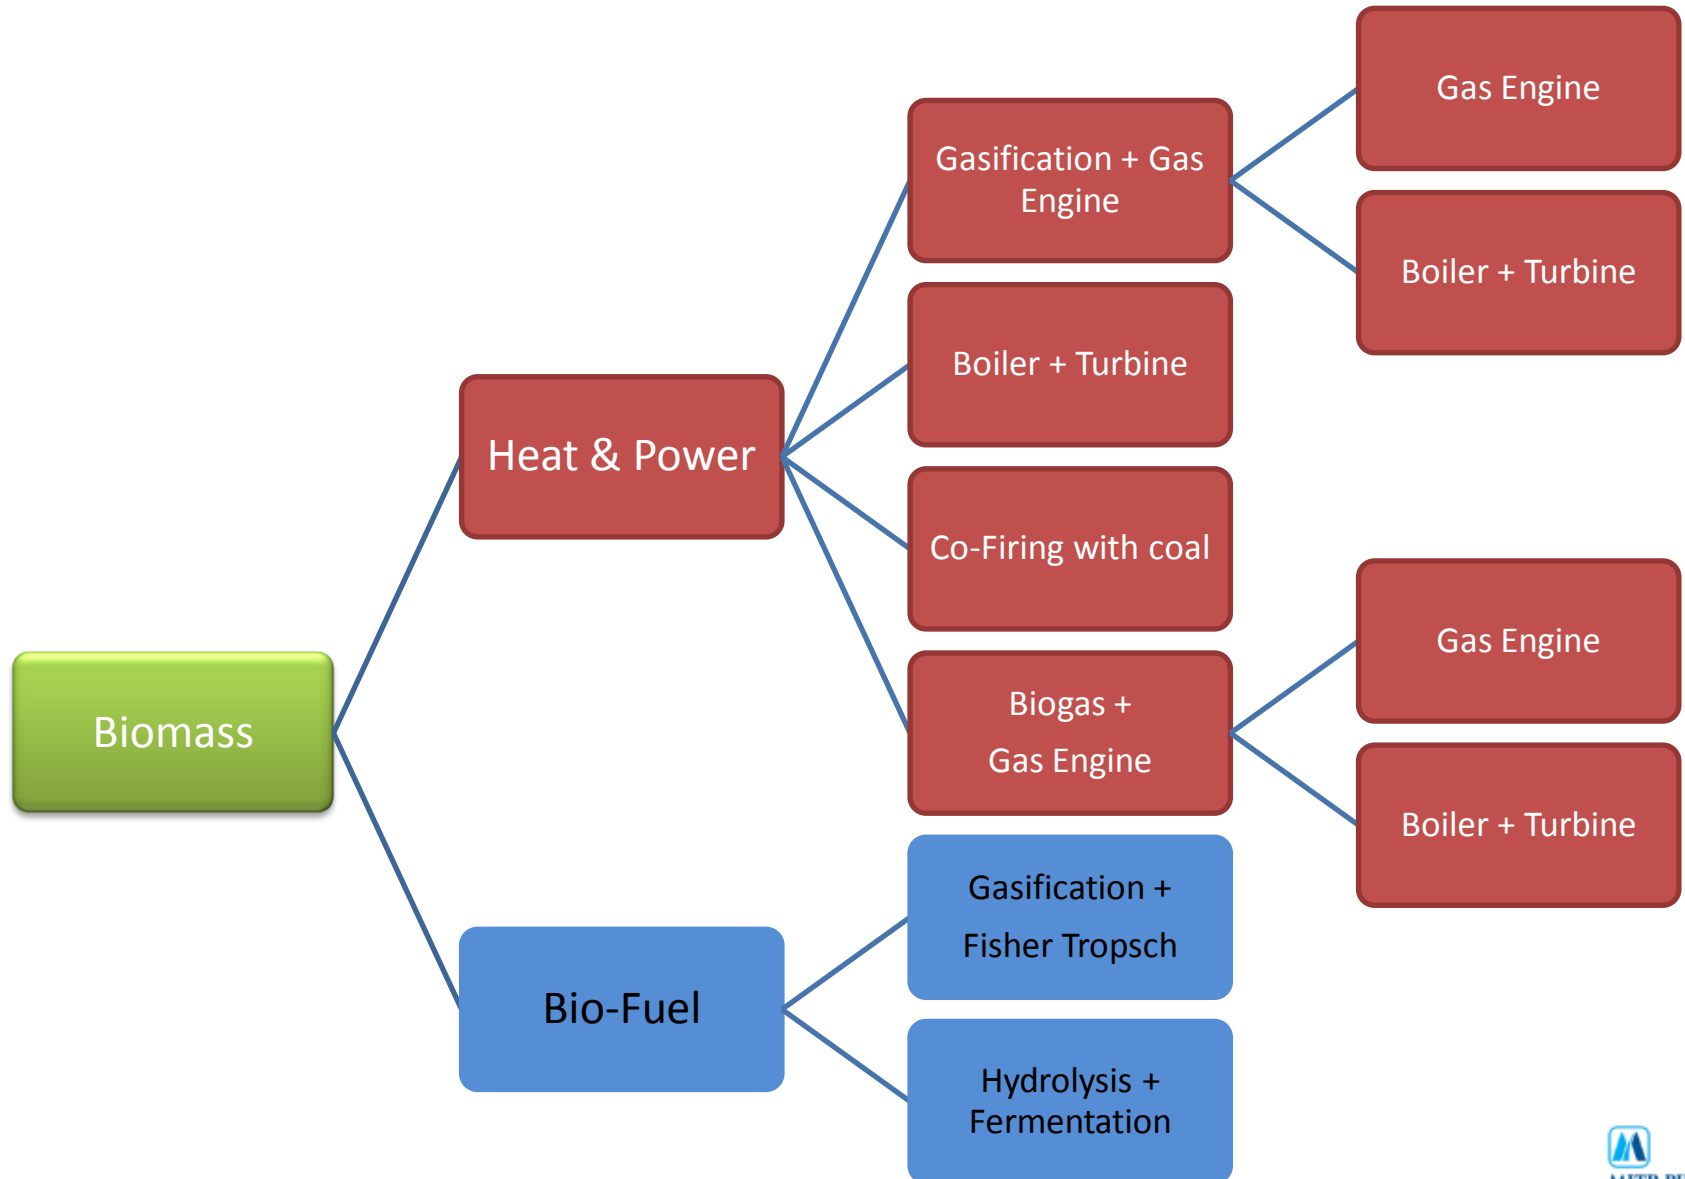 Gas Engine
Gasification + Gas
Engine
Boiler + Turbine
Boiler + Turbine
Heat & Power
Co-Firing with coal
Gas Engine
Biogas +
Gas Engine
Biomass
Boiler + Turbine
Gasification +
Fisher Tropsch
Bio-Fuel
Hydrolysis +
Fermentation